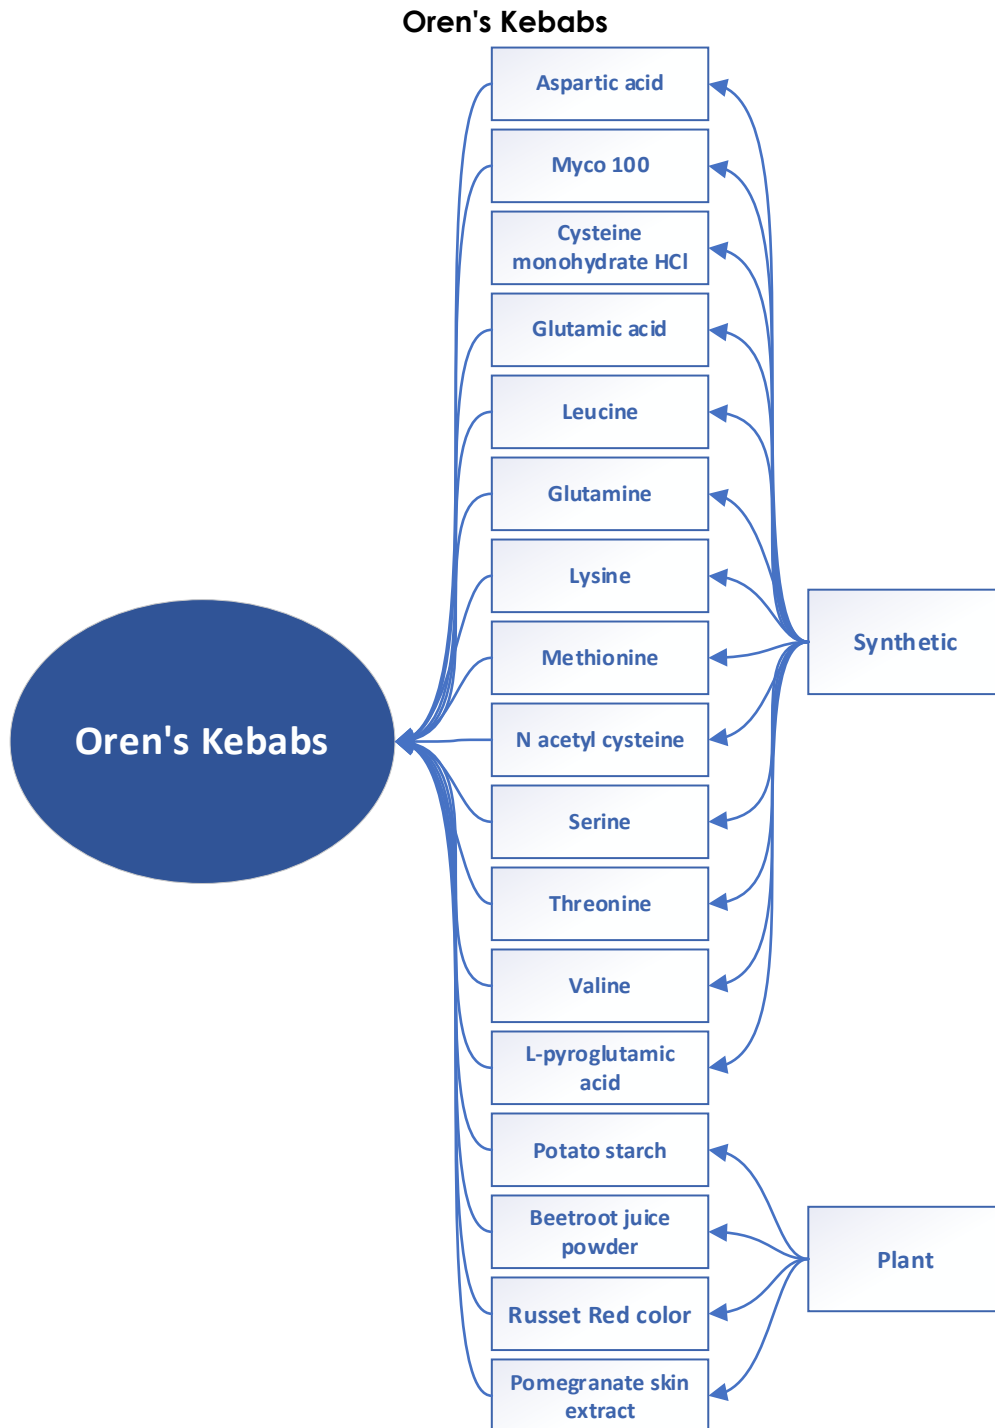 Oren's Kebabs
Aspartic acid
Myco 100
Cysteine
monohydrate HCl
Glutamic acid
Leucine
Glutamine
Lysine
Methionine
N acetyl cysteine
Serine
Threonine
Valine
L-pyroglutamic
acid
Potato starch
Beetroot juice
powder
Russet Red color
Pomegranate skin
extract
Oren's Kebabs
Synthetic
Plant